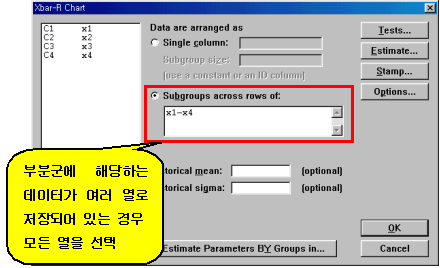 Xbar-R Chart
C1 x1
C2 x2
C3 x3
C4 x4
Data are arranged as
Single column:
Subgroup size:
(use a constant or an ID column)
Subgroups across rows of:
x1-x4
Tests...
Estimate...
Stamp...
Options...
torical mean: (optional)
torical sigma: (optional)
Estimate Parameters BY Groups in...
OK
Cancel
부분군에 해당하는
데이터가 여러 열로
저장되어 있는 경우
모든 열을 선택